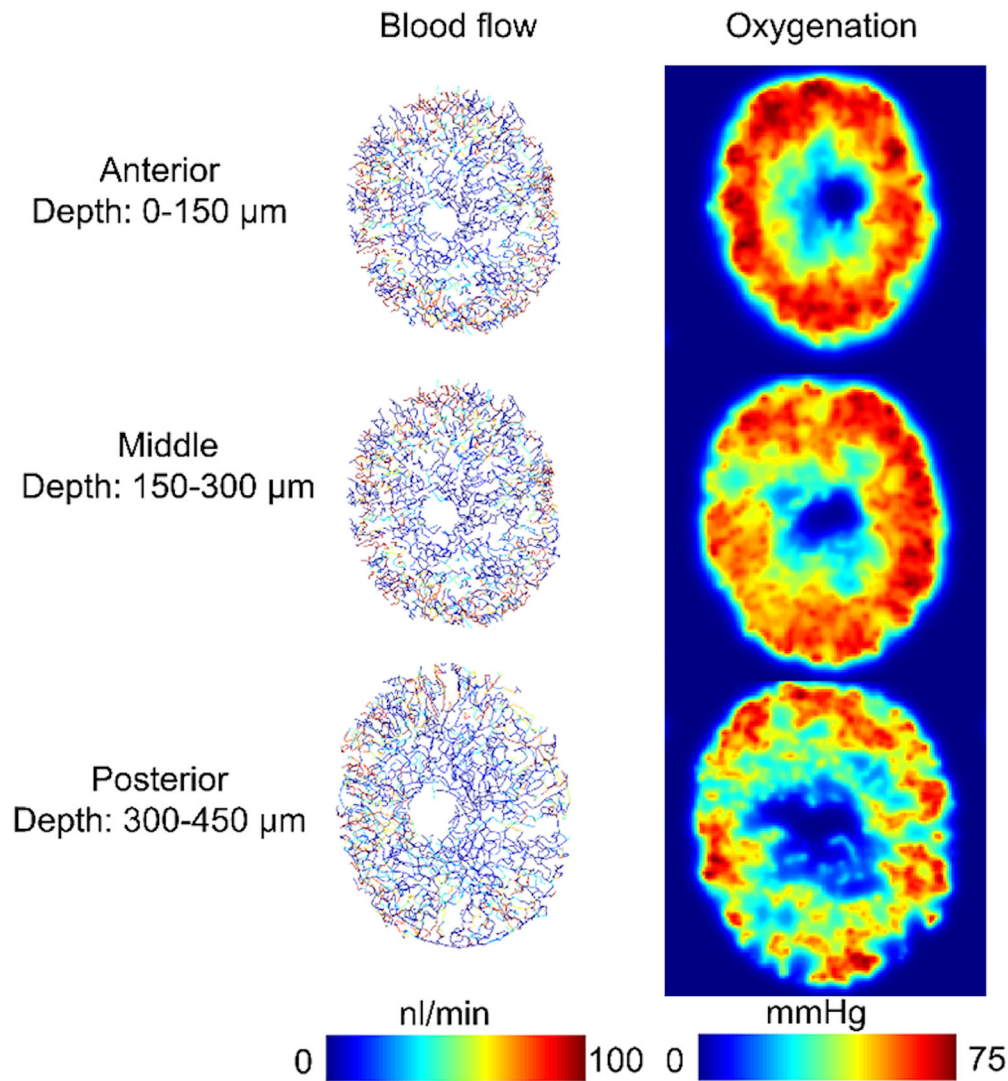 Blood flow
Oxygenation
Anterior
Depth: 0-150 µm
Middle
Depth: 150-300 µm
Posterior
Depth: 300-450 µm
nl/min
mmHg
0
100
0
75